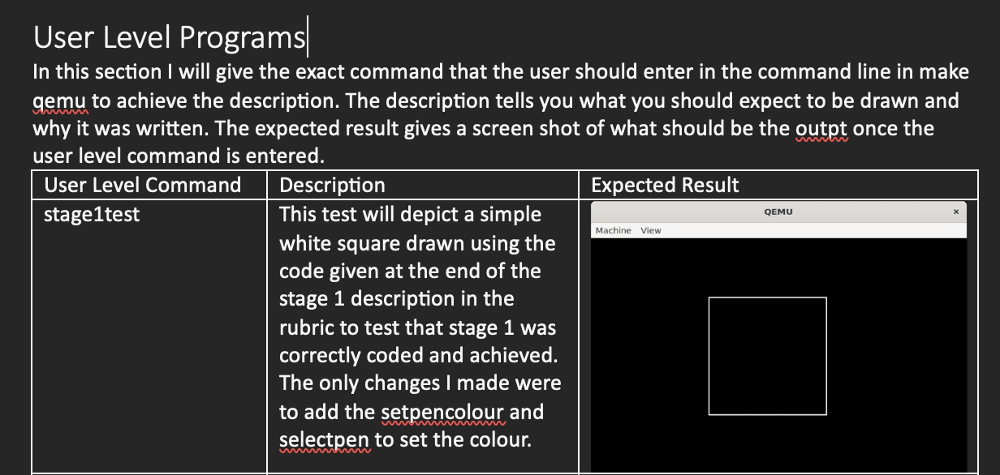 User Level Programs
In this section I will give the exact command that the user should enter in the command line in make
qemu to achieve the description. The description tells you what you should expect to be drawn and
why it was written. The expected result gives a screen shot of what should be the outpt once the
user level command is entered.
User Level Command
Description
Expected Result
stage1test
This test will depict a simple
white square drawn using the
code given at the end of the
stage 1 description in the
rubric to test that stage 1 was
correctly coded and achieved.
The only changes I made were
to add the setpencolour and
selectpen to set the colour.
QEMU
Machine View